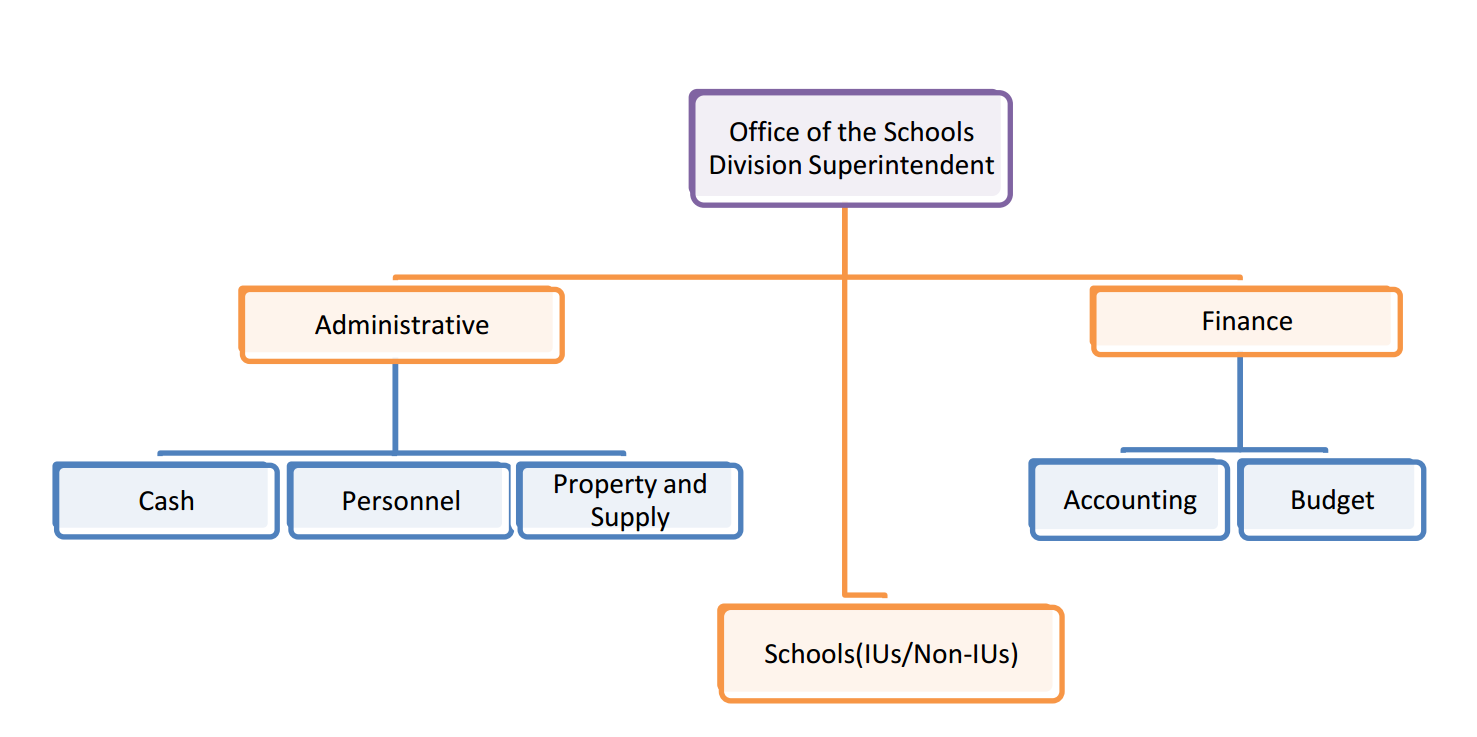 Office of the Schools
Division Superintendent
Administrative
Finance
Cash
Personnel
Property and
Supply
Accounting
Budget
Schools(IUs/Non-IUs)